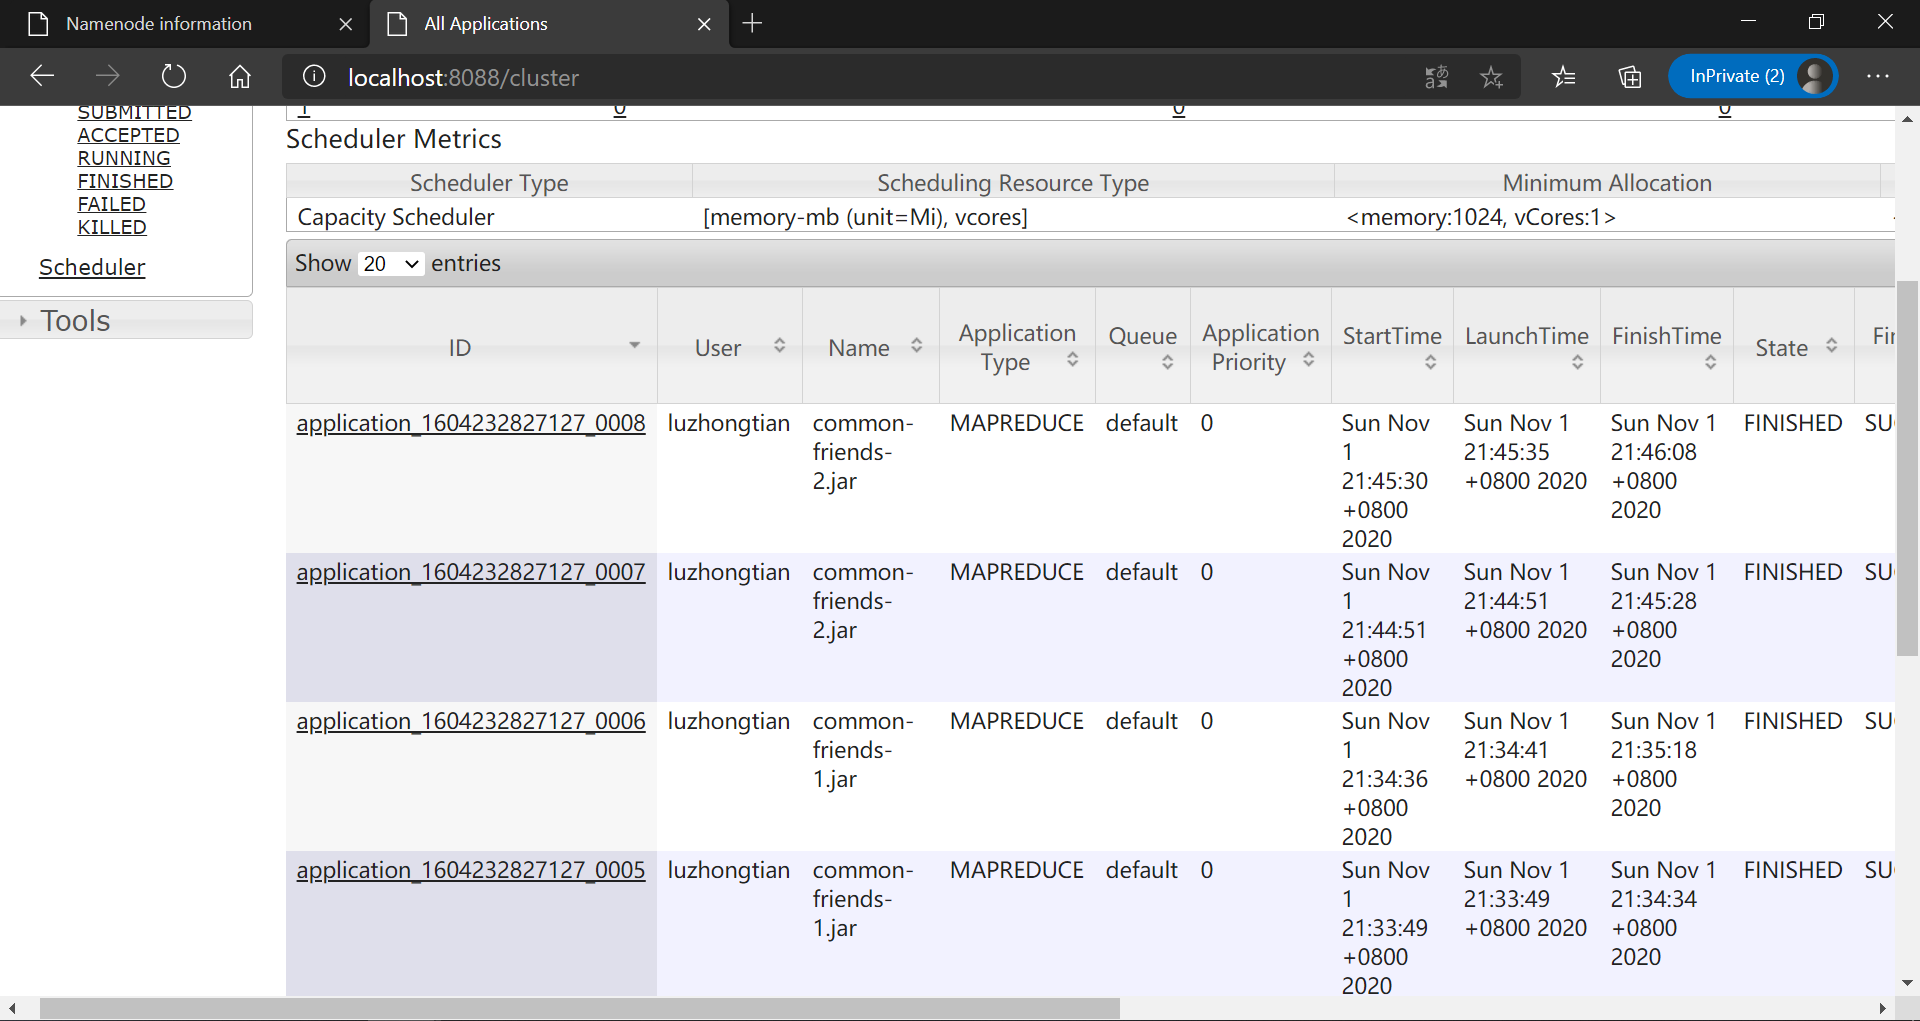 Namenode information
All Applications
localhost:8088/cluster
InPrivate (2)
SUBMITTED
ACCEPTED
RUNNING
FINISHED
FAILED
KILLED
Scheduler
Tools
1 0 0 0
Scheduler Metrics
Scheduler Type Scheduling Resource Type Minimum Allocation
Capacity Scheduler [memory-mb (unit=Mi), vcores] <memory:1024, vCores:1>
Show 20 entries
ID User Name Application Type Queue Application Priority StartTime LaunchTime FinishTime State
application_1604232827127_0008 luzhongtian common- MAPREDUCE default 0 Sun Nov Sun Nov 1 Sun Nov 1 FINISHED
friends- 1 21:45:35 21:46:08
2.jar 21:45:30 +0800 2020 +0800
+0800 2020
2020
application_1604232827127_0007 luzhongtian common- MAPREDUCE default 0 Sun Nov Sun Nov 1 Sun Nov 1 FINISHED
friends- 1 21:44:51 21:45:28
2.jar 21:44:51 +0800 2020 +0800
+0800 2020
2020
application_1604232827127_0006 luzhongtian common- MAPREDUCE default 0 Sun Nov Sun Nov 1 Sun Nov 1 FINISHED
friends- 1 21:34:41 21:35:18
1.jar 21:34:36 +0800 2020 +0800
+0800 2020
2020
application_1604232827127_0005 luzhongtian common- MAPREDUCE default 0 Sun Nov Sun Nov 1 Sun Nov 1 FINISHED
friends- 1 21:33:49 21:34:34
1.jar 21:33:49 +0800 2020 +0800
+0800 2020
2020